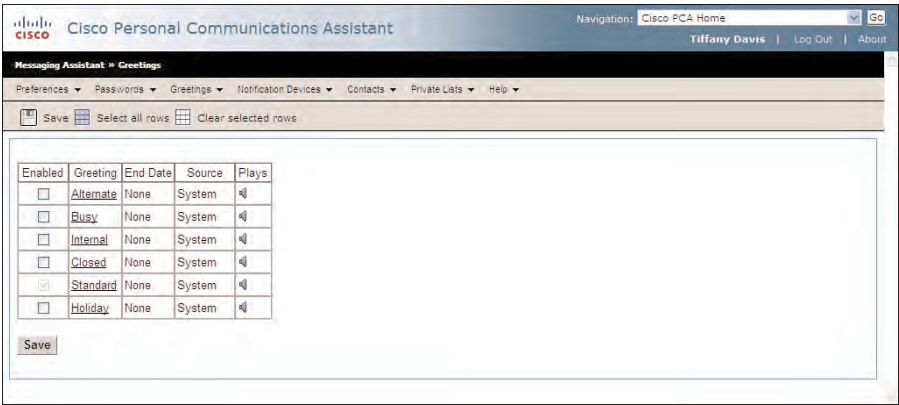 cisco
Cisco Personal Communications Assistant
Navigation: Cisco PCA Home Go
Tiffany Davis | Log Out | About
Messaging Assistant » Greetings
Preferences Passwords Greetings Notification Devices Contacts Private Lists Help
Save Select all rows Clear selected rows
Enabled Greeting End Date Source Plays
Alternate None System
Busy None System
Internal None System
Closed None System
Standard None System
Holiday None System
Save